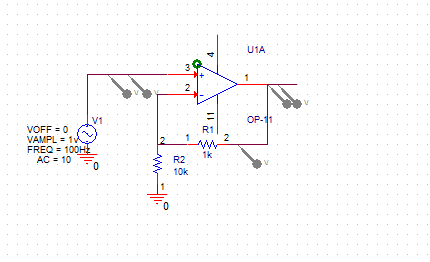 U1A
4
3
+
1
2
-
V
V
V
V
OP-11
11
R1
V1
1
2
2
1k
VOFF = 0
VAMPL = 1v
FREQ = 100Hz
AC = 10
R2
10k
V
0
1
0